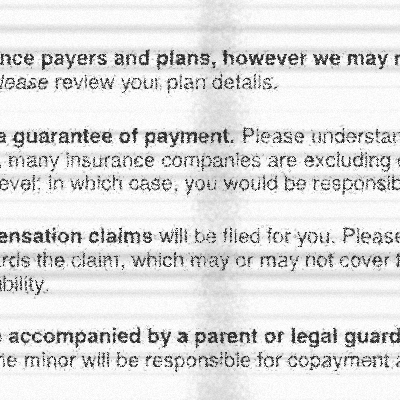 nce payers and plans, however we may
lease review your plan details.
a guarantee of payment. Please understan
, many insurance companies are excluding
evel; in which case, you would be responsib
ensation claims will be filed for you. Please
rds the claim, which may or may not cover
bility.
accompanied by a parent or legal guard
ne minor will be responsible for copayment